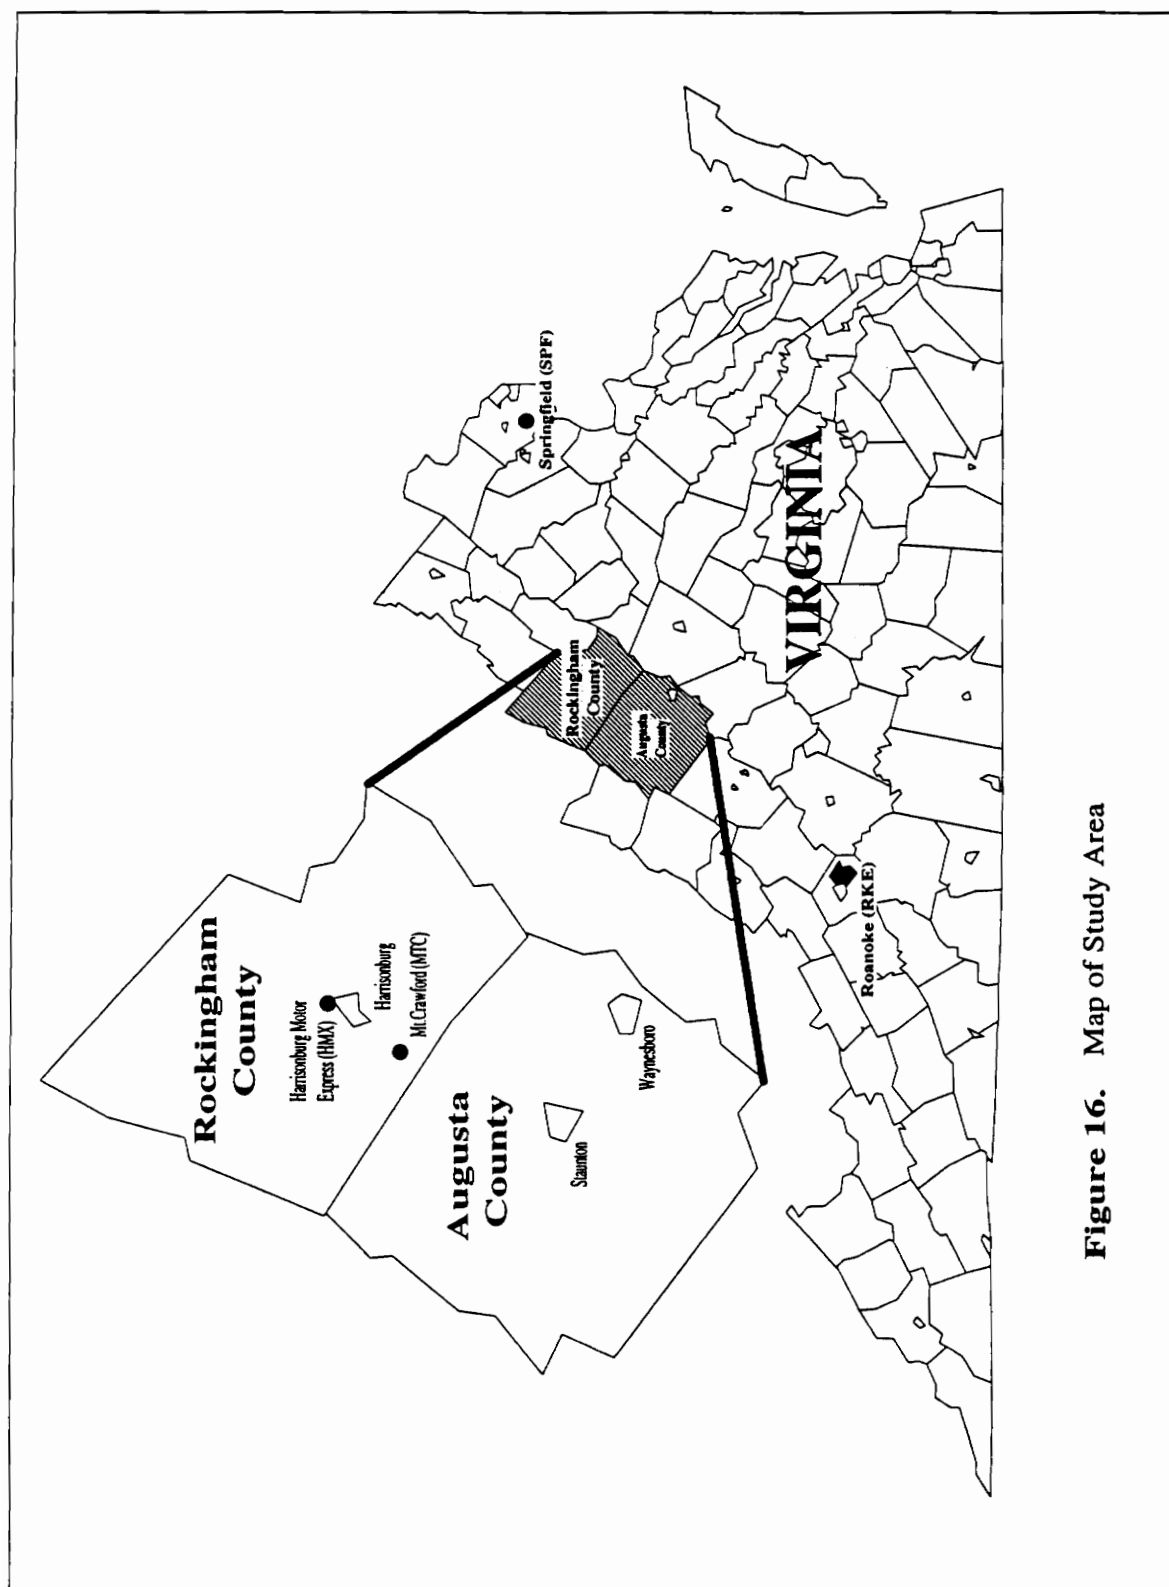 Rockingham
County
Harrisonburg Motor
Express (HMX)
Harrisonburg
Mt.Crawford (MTC)
Augusta
County
Staunton
Waynesboro
Springfield (SPF)
Rockingham
County
Augusta
County
VIRGINIA
Roanoke (RKE)
Figure 16. Map of Study Area